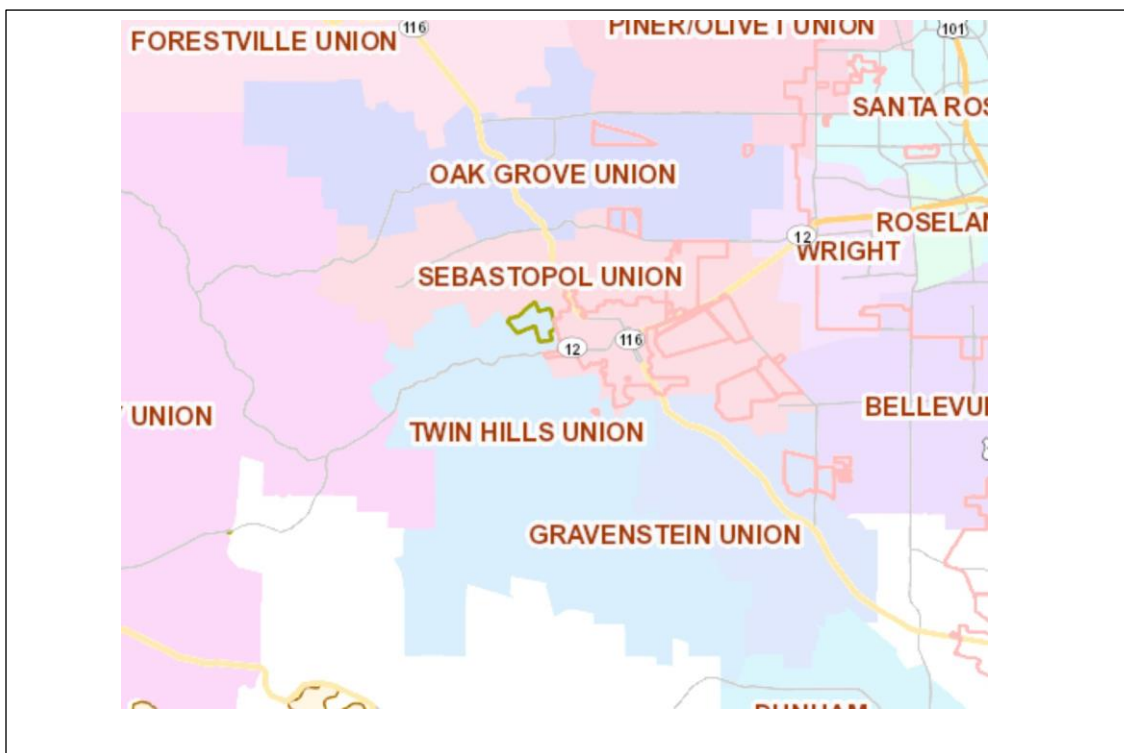 FORESTVILLE UNION
116
PINER/OLIVET UNION
101
SANTA ROS
OAK GROVE UNION
ROSELAN
12
WRIGHT
SEBASTOPOL UNION
12
116
Y UNION
TWIN HILLS UNION
BELLEVU
GRAVENSTEIN UNION
DUNHAM